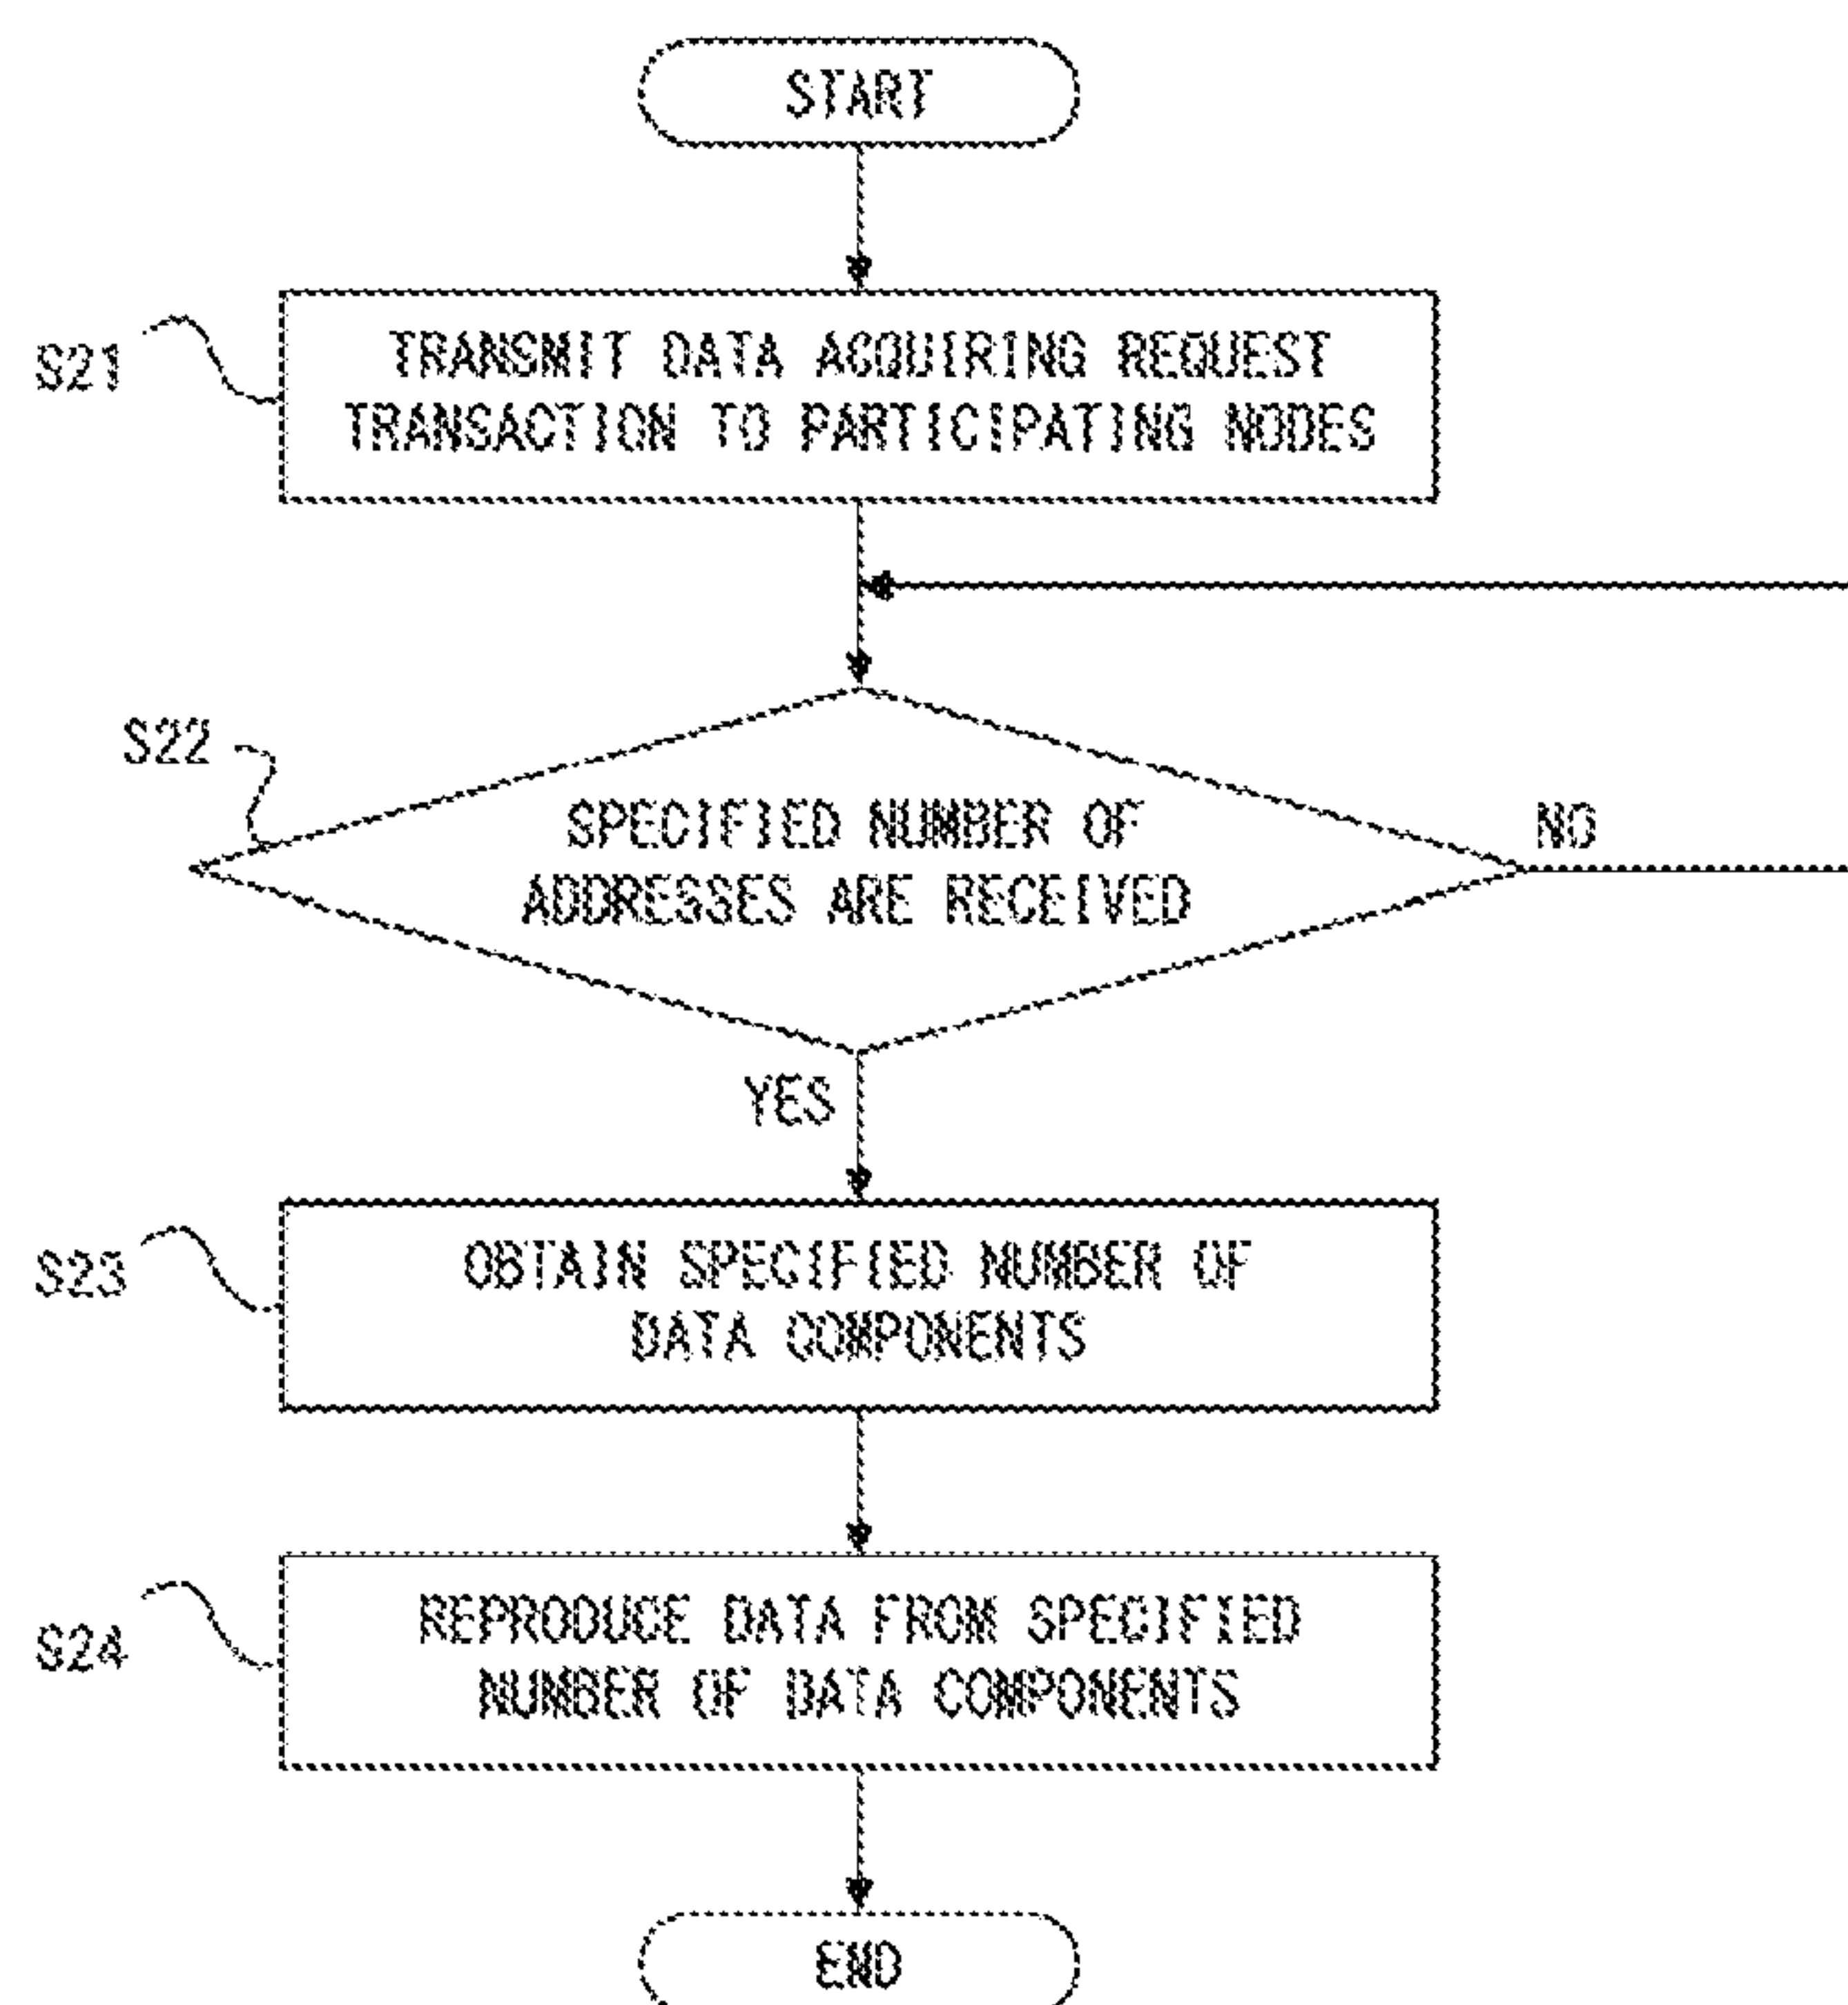 START
S21
TRANSMIT DATA ACQUIRING REQUEST
TRANSACTION TO PARTICIPATING NODES
S22
SPECIFIED NUMBER OF
ADDRESSES ARE RECEIVED
NO
YES
S23
OBTAIN SPECIFIED NUMBER OF
DATA COMPONENTS
S24
REPRODUCE DATA FROM SPECIFIED
NUMBER OF DATA COMPONENTS
END